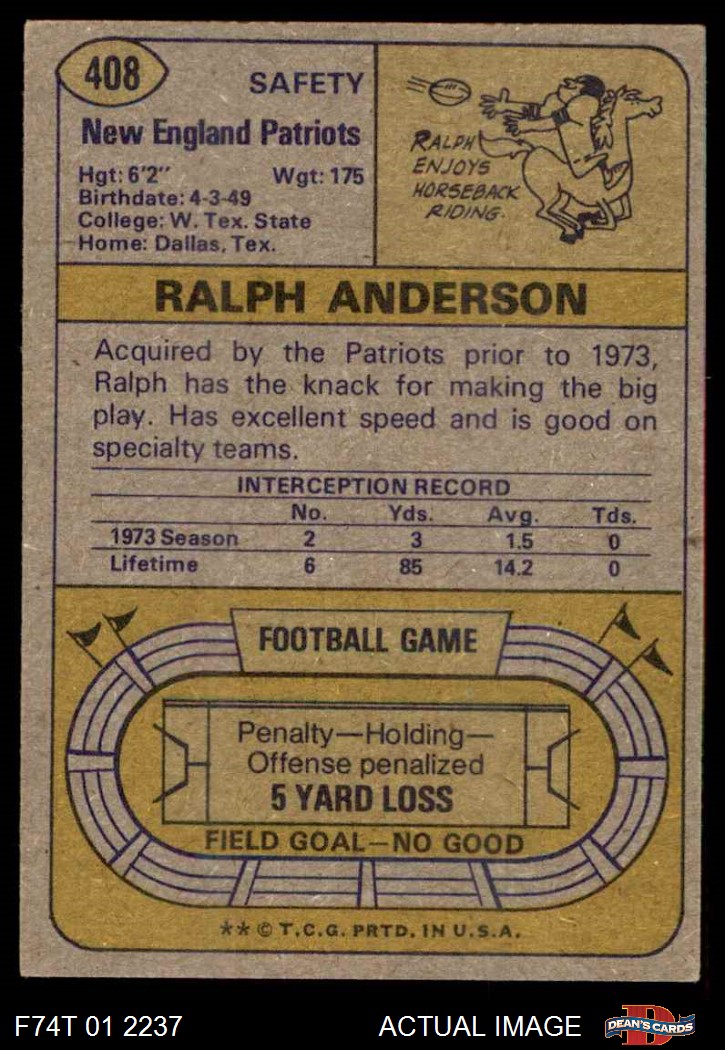 408
SAFETY
New England Patriots
Hgt: 6'2" Wgt: 175
Birthdate: 4-3-49
College: W. Tex. State
Home: Dallas, Tex.
RALPH
ENJOYS
HORSEBACK
RIDING.
RALPH ANDERSON
Acquired by the Patriots prior to 1973,
Ralph has the knack for making the big
play. Has excellent speed and is good on
specialty teams.
INTERCEPTION RECORD
No. Yds. Avg. Tds.
1973 Season 2 3 1.5 0
Lifetime 6 85 14.2 0
FOOTBALL GAME
Penalty—Holding—
Offense penalized
5 YARD LOSS
FIELD GOAL—NO GOOD
** © T.C.G. PRTD. IN U.S.A.
F74T 01 2237 ACTUAL IMAGE
D
DEAN'S CARDS